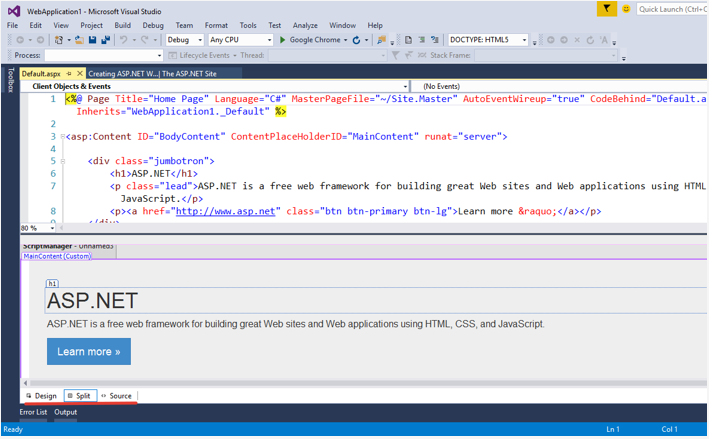 WebApplication1 - Microsoft Visual Studio
Quick Launch (Ctrl
File Edit View Project Build Debug Team Format Table Tools Test Analyze Window Help
Debug Any CPU Google Chrome DOCTYPE: HTML5
Process: Lifecycle Events Thread: Stack Frame:
Toolbox
Default.aspx Creating ASP.NET W...| The ASP.NET Site
Client Objects & Events (No Events)
1 <%@ Page Title="Home Page" Language="C#" MasterPageFile="~/Site.Master" AutoEventWireup="true" CodeBehind="Default.a
Inherits="WebApplication1._Default" %>
2
3 <asp:Content ID="BodyContent" ContentPlaceHolderID="MainContent" runat="server">
4
5 <div class="jumbotron">
6 <h1>ASP.NET</h1>
7 <p class="lead">ASP.NET is a free web framework for building great Web sites and Web applications using HTML
JavaScript.</p>
8 <p><a href="http://www.asp.net" class="btn btn-primary btn-lg">Learn more &raquo;</a></p>
9 </div>
80 %
ScriptManager - Unnamed3
MainContent (Custom)
h1
ASP.NET
ASP.NET is a free web framework for building great Web sites and Web applications using HTML, CSS, and JavaScript.
Learn more »
Design Split Source
Error List Output
Ready Ln 1 Col 1